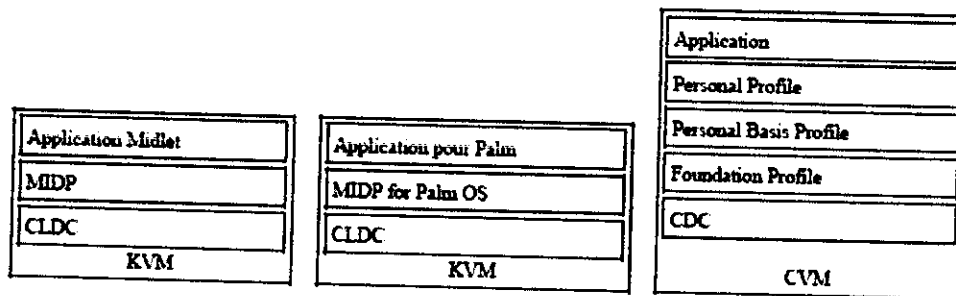 Application Midlet
MIDP
CLDC
KVM
Application pour Palm
MIDP for Palm OS
CLDC
KVM
Application
Personal Profile
Personal Basis Profile
Foundation Profile
CDC
CVM